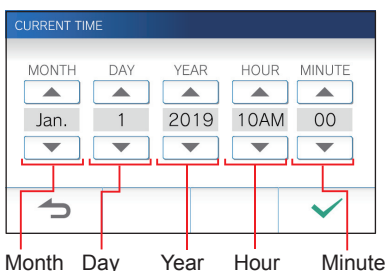 CURRENT TIME
MONTH DAY YEAR HOUR MINUTE
Jan. 1 2019 10AM 00
Month Day Year Hour Minute